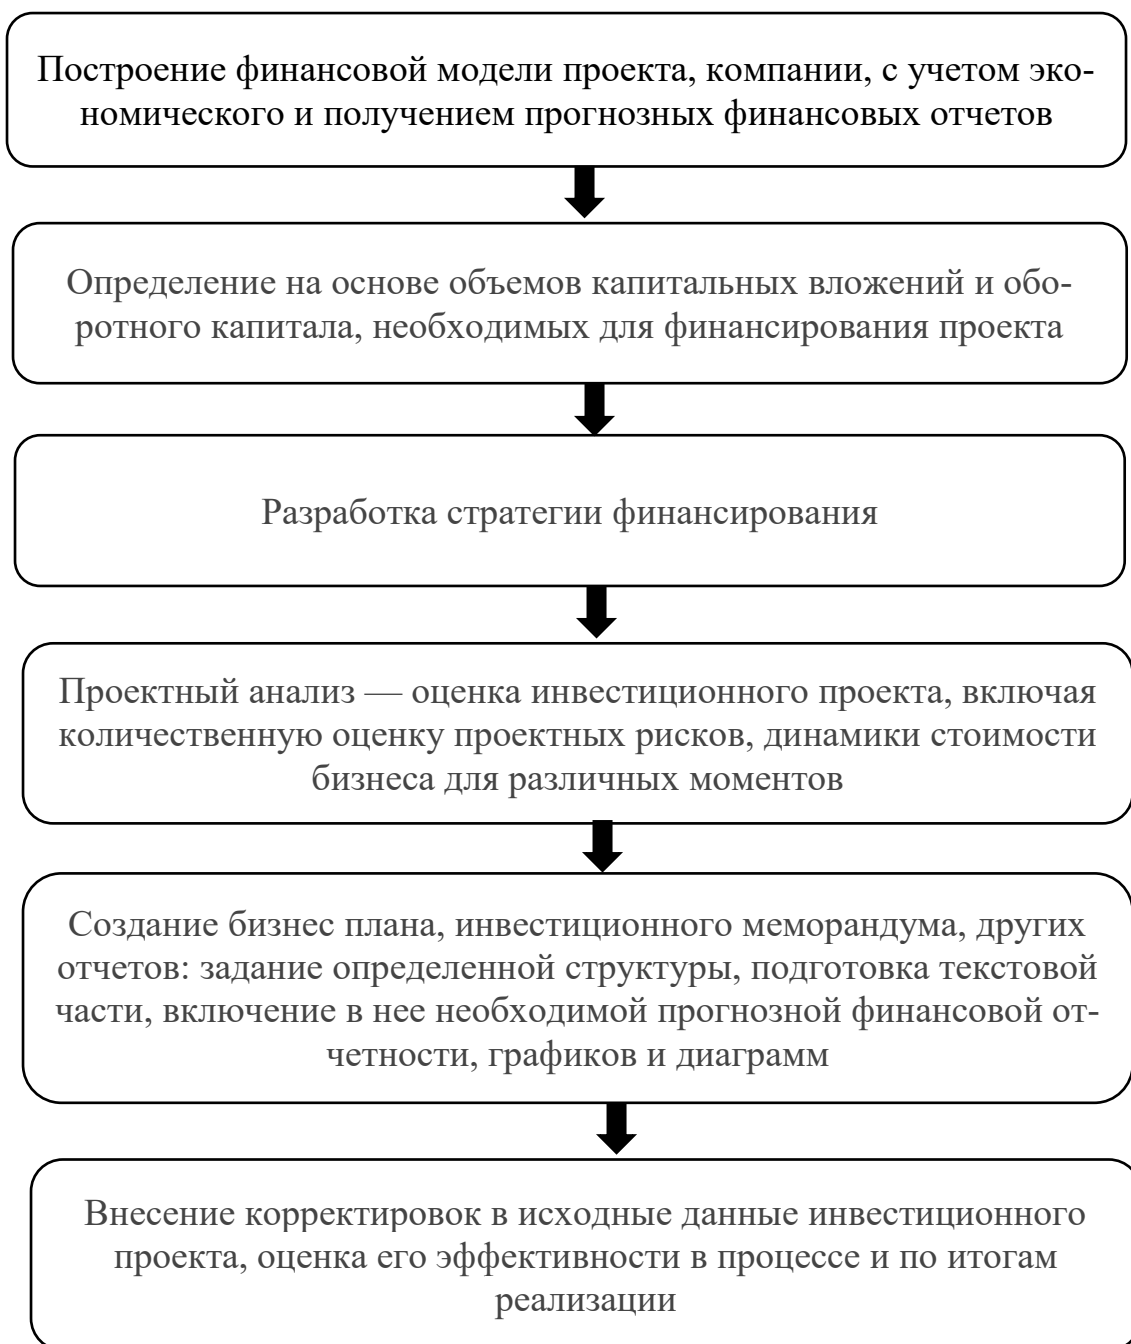 Построение финансовой модели проекта, компании, с учетом эко-
номического и получением прогнозных финансовых отчетов
Определение на основе объемов капитальных вложений и обо-
ротного капитала, необходимых для финансирования проекта
Разработка стратегии финансирования
Проектный анализ — оценка инвестиционного проекта, включая
количественную оценку проектных рисков, динамики стоимости
бизнеса для различных моментов
Создание бизнес плана, инвестиционного меморандума, других
отчетов: задание определенной структуры, подготовка текстовой
части, включение в нее необходимой прогнозной финансовой от-
четности, графиков и диаграмм
Внесение корректировок в исходные данные инвестиционного
проекта, оценка его эффективности в процессе и по итогам
реализации